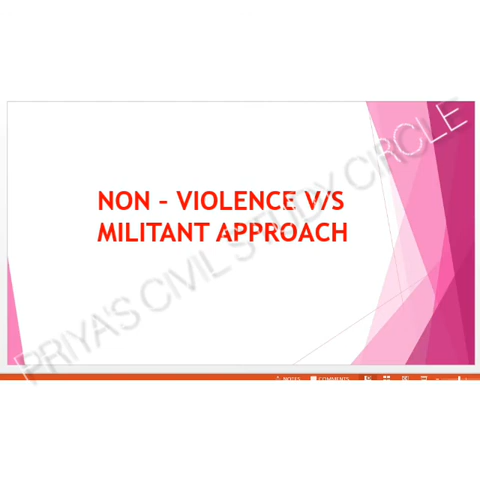 NON – VIOLENCE V/S
MILITANT APPROACH
PRIYA'S CIVIL STUDY CIRCLE
NOTES COMMENTS